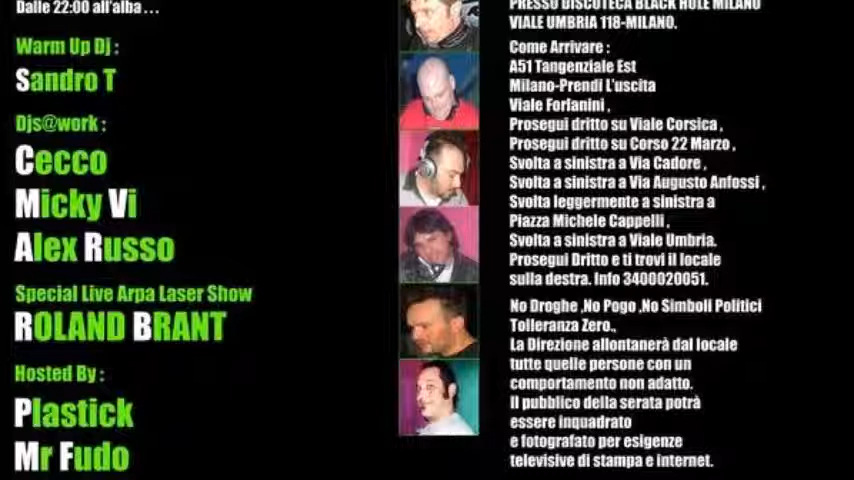 Dalle 22:00 all'alba...
Warm Up Dj :
Sandro T
Djs@work :
Cecco
Micky Vi
Alex Russo
Special Live Arpa Laser Show
ROLAND BRANT
Hosted By :
Plastick
Mr Fudo
PRESSO DISCOTECA BLACK HOLE MILANO
VIALE UMBRIA 118-MILANO.
Come Arrivare :
A51 Tangenziale Est
Milano-Prendi L'uscita
Viale Forlanini ,
Prosegui dritto su Viale Corsica ,
Prosegui dritto su Corso 22 Marzo ,
Svolta a sinistra a Via Cadore ,
Svolta a sinistra a Via Augusto Anfossi ,
Svolta leggermente a sinistra a
Piazza Michele Cappelli ,
Svolta a sinistra a Viale Umbria.
Prosegui Dritto e ti trovi il locale
sulla destra. Info 3400020051.
No Droghe ,No Pogo ,No Simboli Politici
Tolleranza Zero.,
La Direzione allontanerà dal locale
tutte quelle persone con un
comportamento non adatto.
Il pubblico della serata potrà
essere inquadrato
e fotografato per esigenze
televisive di stampa e internet.